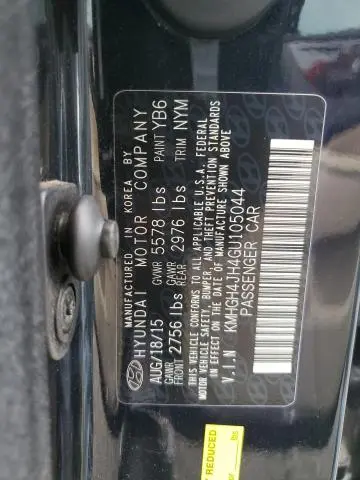 MANUFACTURED IN KOREA BY
HYUNDAI MOTOR COMPANY
AUG/18/15 GVWR 5578 lbs PAINT YB6
GAWR FRONT 2756 lbs GAWR REAR 2976 lbs TRIM NYM
THIS VEHICLE CONFORMS TO ALL APPLICABLE U.S.A. FEDERAL
MOTOR VEHICLE SAFETY, BUMPER, AND THEFT PREVENTION STANDARDS
IN EFFECT ON THE DATE OF MANUFACTURE SHOWN ABOVE
V.I.N KMHGH4JH4GU105044
PASSENGER CAR
REDUCED
lbs